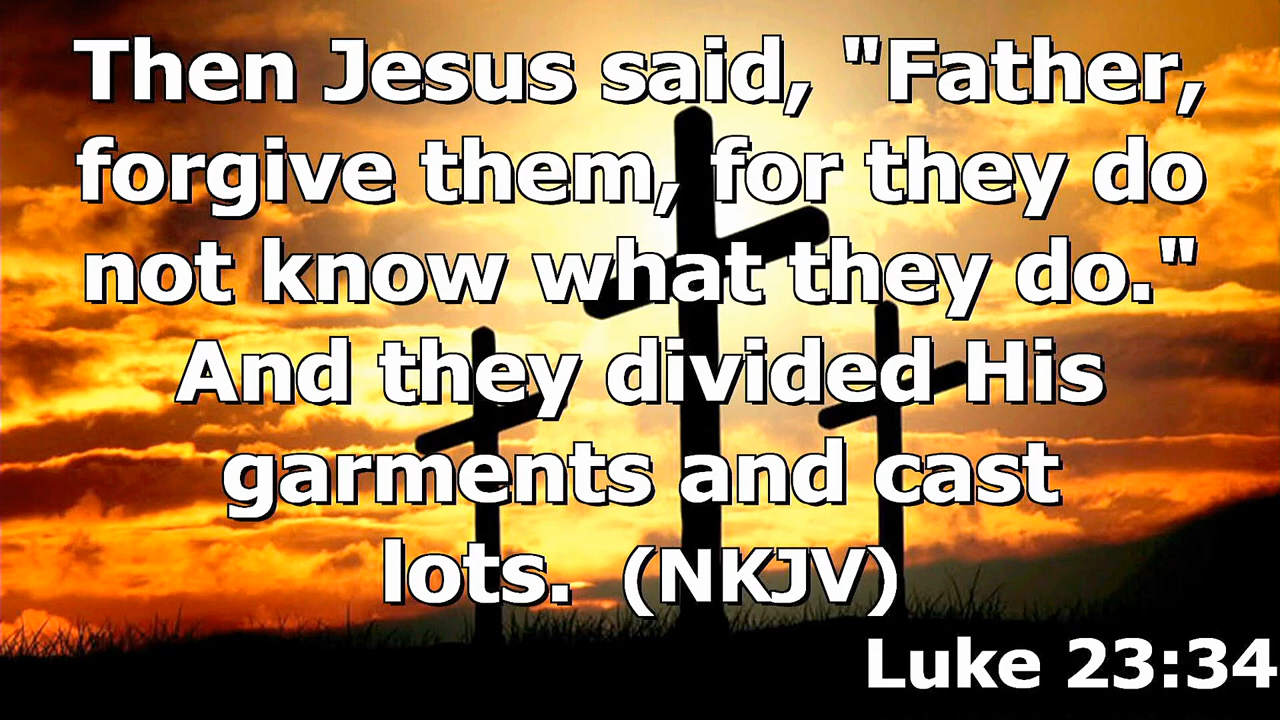 Then Jesus said, "Father,
forgive them, for they do
not know what they do."
And they divided His
garments and cast
lots. (NKJV)
Luke 23:34